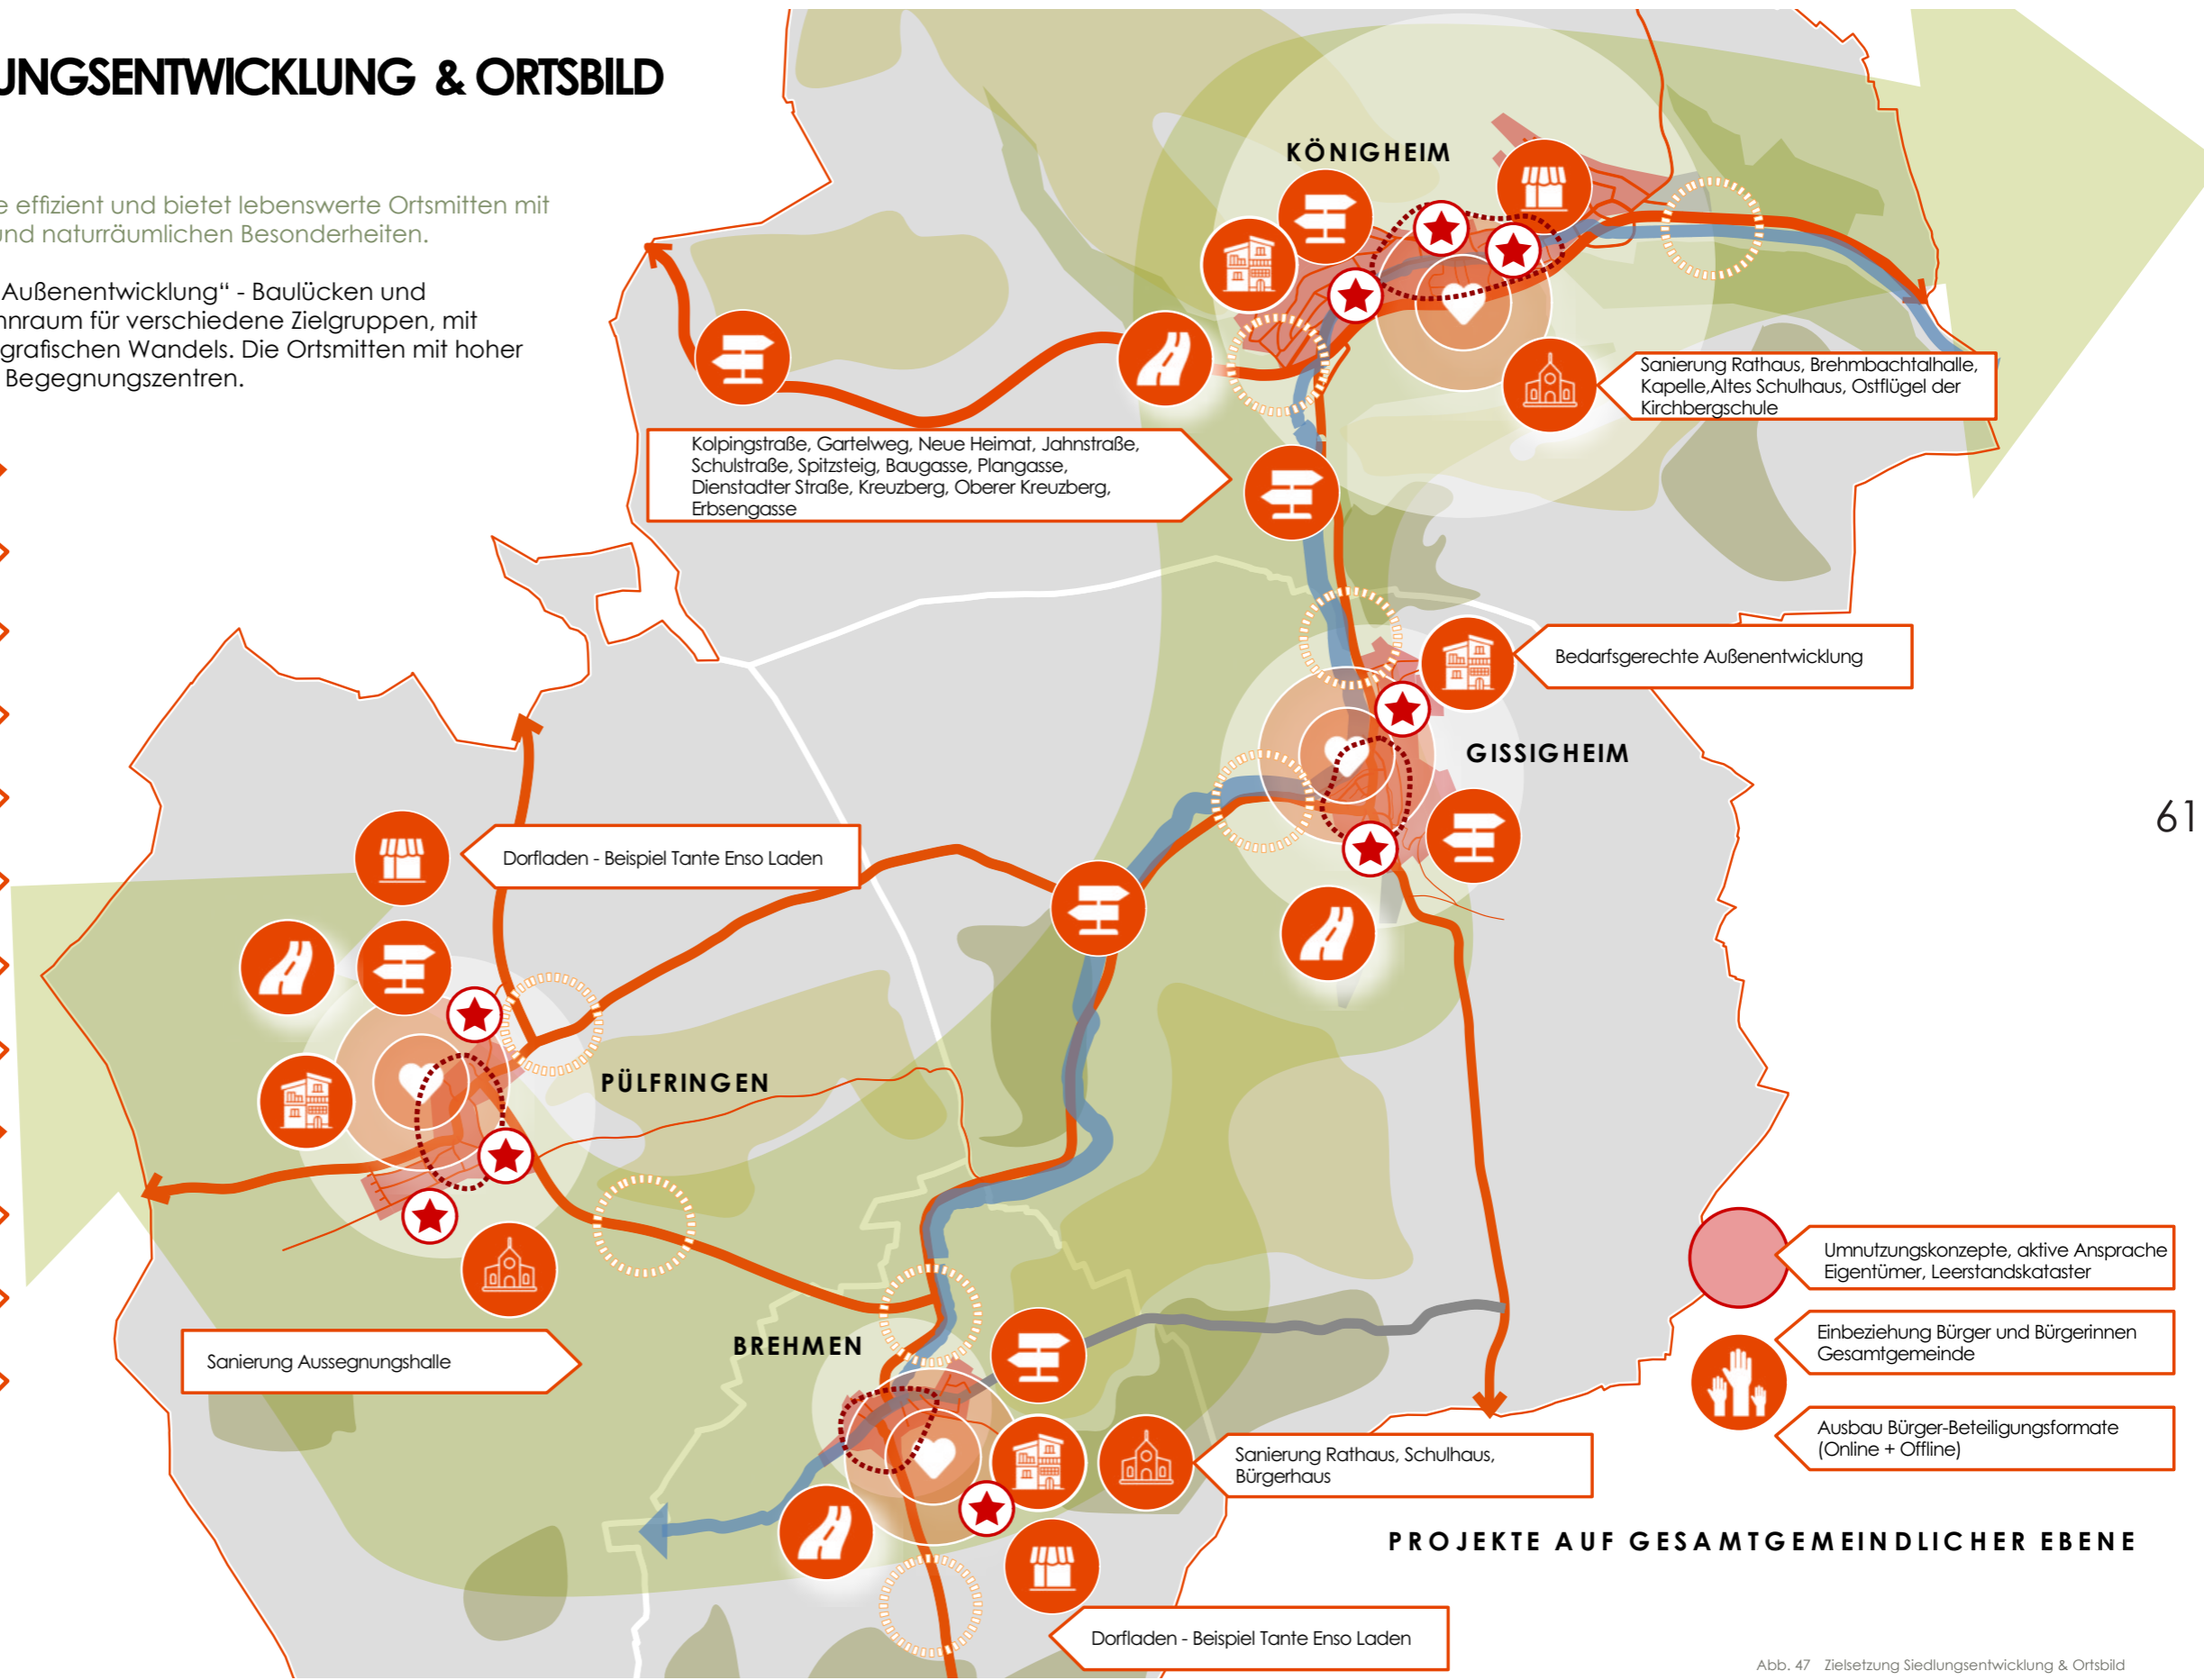 UNGSENTWICKLUNG & ORTSBILD
e effizient und bietet lebenswerte Ortsmitten mit
und naturräumlichen Besonderheiten.
Außenentwicklung“ - Baulücken und
hnraum für verschiedene Zielgruppen, mit
grafischen Wandels. Die Ortsmitten mit hoher
Begegnungszentren.
KÖNIGHEIM
Sanierung Rathaus, Brehmbachtalhalle,
Kapelle,Altes Schulhaus, Ostflügel der
Kirchbergschule
Kolpingstraße, Gartelweg, Neue Heimat, Jahnstraße,
Schulstraße, Spitzsteig, Baugasse, Plangasse,
Dienstadter Straße, Kreuzberg, Oberer Kreuzberg,
Erbsengasse
Bedarfsgerechte Außenentwicklung
GISSIGHEIM
61
Dorfladen - Beispiel Tante Enso Laden
PÜLFRINGEN
Sanierung Aussegnungshalle
BREHMEN
Umnutzungskonzepte, aktive Ansprache
Eigentümer, Leerstandskataster
Einbeziehung Bürger und Bürgerinnen
Gesamtgemeinde
Ausbau Bürger-Beteiligungsformate
(Online + Offline)
Sanierung Rathaus, Schulhaus,
Bürgerhaus
PROJEKTE AUF GESAMTGEMEINDLICHER EBENE
Dorfladen - Beispiel Tante Enso Laden
Abb. 47 Zielsetzung Siedlungsentwicklung & Ortsbild